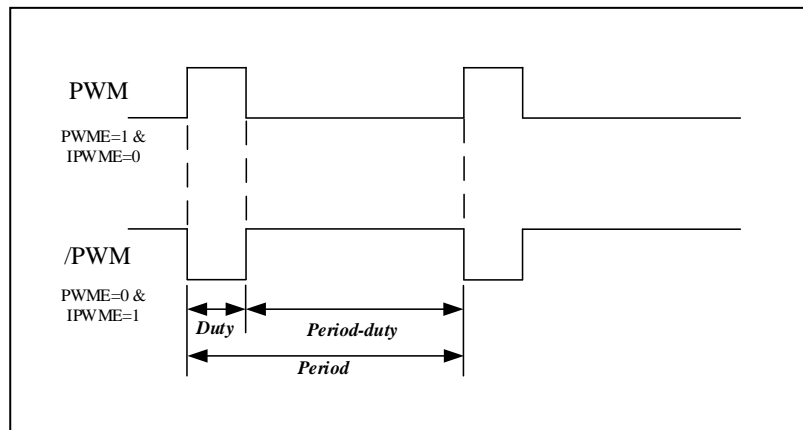 PWM
PWME=1 &
IPWME=0
/PWM
PWME=0 &
IPWME=1
Duty
Period-duty
Period